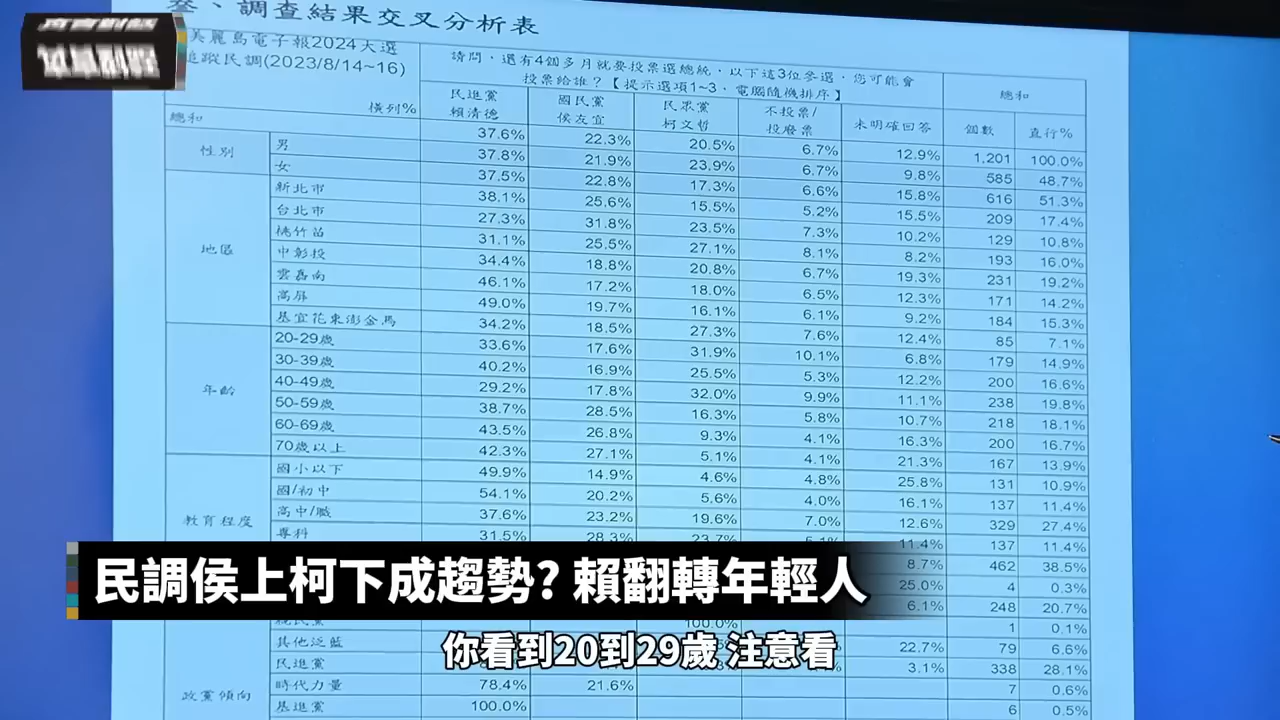 參、調查結果交叉分析表
美麗島電子報2024大選
追蹤民調(2023/8/14~16)
請問，還有4個多月就要投票選總統，以下這3位參選，您可能會
投票給誰？【提示選項1~3、電腦隨機排序】
總和
橫列% 民進黨 賴清德 國民黨 侯友宜 民眾黨 柯文哲 不投票/ 投廢票 未明確回答 個數 直行%
總和 37.6% 22.3% 20.5% 6.7% 12.9% 1,201 100.0%
性別 男 37.8% 21.9% 23.9% 6.7% 9.8% 585 48.7%
女 37.5% 22.8% 17.3% 6.6% 15.8% 616 51.3%
地區 新北市 38.1% 25.6% 15.5% 5.2% 15.5% 209 17.4%
台北市 27.3% 31.8% 23.5% 7.3% 10.2% 129 10.8%
桃竹苗 31.1% 25.5% 27.1% 8.1% 8.2% 193 16.0%
中彰投 34.4% 18.8% 20.8% 6.7% 19.3% 231 19.2%
雲嘉南 46.1% 17.2% 18.0% 6.5% 12.3% 171 14.2%
高屏 49.0% 19.7% 16.1% 6.1% 9.2% 184 15.3%
基宜花東澎金馬 34.2% 18.5% 27.3% 7.6% 12.4% 85 7.1%
年齡 20-29歲 33.6% 17.6% 31.9% 10.1% 6.8% 179 14.9%
30-39歲 40.2% 16.9% 25.5% 5.3% 12.2% 200 16.6%
40-49歲 29.2% 17.8% 32.0% 9.9% 11.1% 238 19.8%
50-59歲 38.7% 28.5% 16.3% 5.8% 10.7% 218 18.1%
60-69歲 43.5% 26.8% 9.3% 4.1% 16.3% 200 16.7%
70歲以上 42.3% 27.1% 5.1% 4.1% 21.3% 167 13.9%
教育程度 國小以下 49.9% 14.9% 4.6% 4.8% 25.8% 131 10.9%
國/初中 54.1% 20.2% 5.6% 4.0% 16.1% 137 11.4%
高中/職 37.6% 23.2% 19.6% 7.0% 12.6% 329 27.4%
專科 31.5% 28.3% 23.7% 5.1% 11.4% 137 11.4%
8.7% 462 38.5%
25.0% 4 0.3%
6.1% 248 20.7%
親民黨 100.0% 1 0.1%
政黨傾向 其他泛藍 22.7% 79 6.6%
民進黨 3.1% 338 28.1%
時代力量 78.4% 21.6% 7 0.6%
基進黨 100.0% 6 0.5%
民調侯上柯下成趨勢? 賴翻轉年輕人
你看到20到29歲 注意看